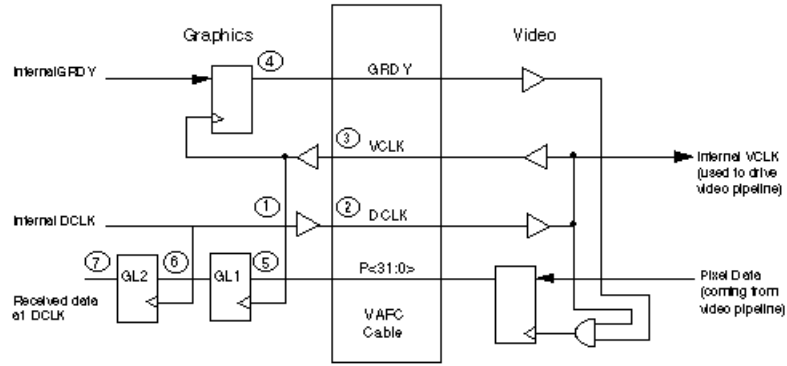 Graphics
Video
InternalGRDY
4
GRDY
3
VCLK
Internal VCLK
(used to drive
video pipeline)
Internal DCLK
1
2
DCLK
7
GL2
6
GL1
5
P<31:0>
Pixel Data
(coming from
video pipeline)
Received data
at DCLK
VAFC
Cable